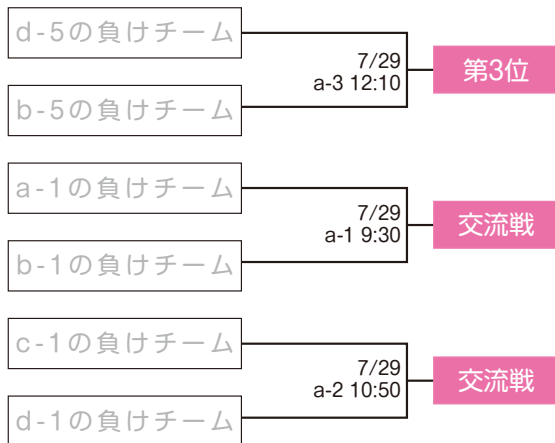 d-5の負けチーム
7/29
a-3 12:10
第3位
b-5の負けチーム
a-1の負けチーム
7/29
a-1 9:30
交流戦
b-1の負けチーム
c-1の負けチーム
7/29
a-2 10:50
交流戦
d-1の負けチーム